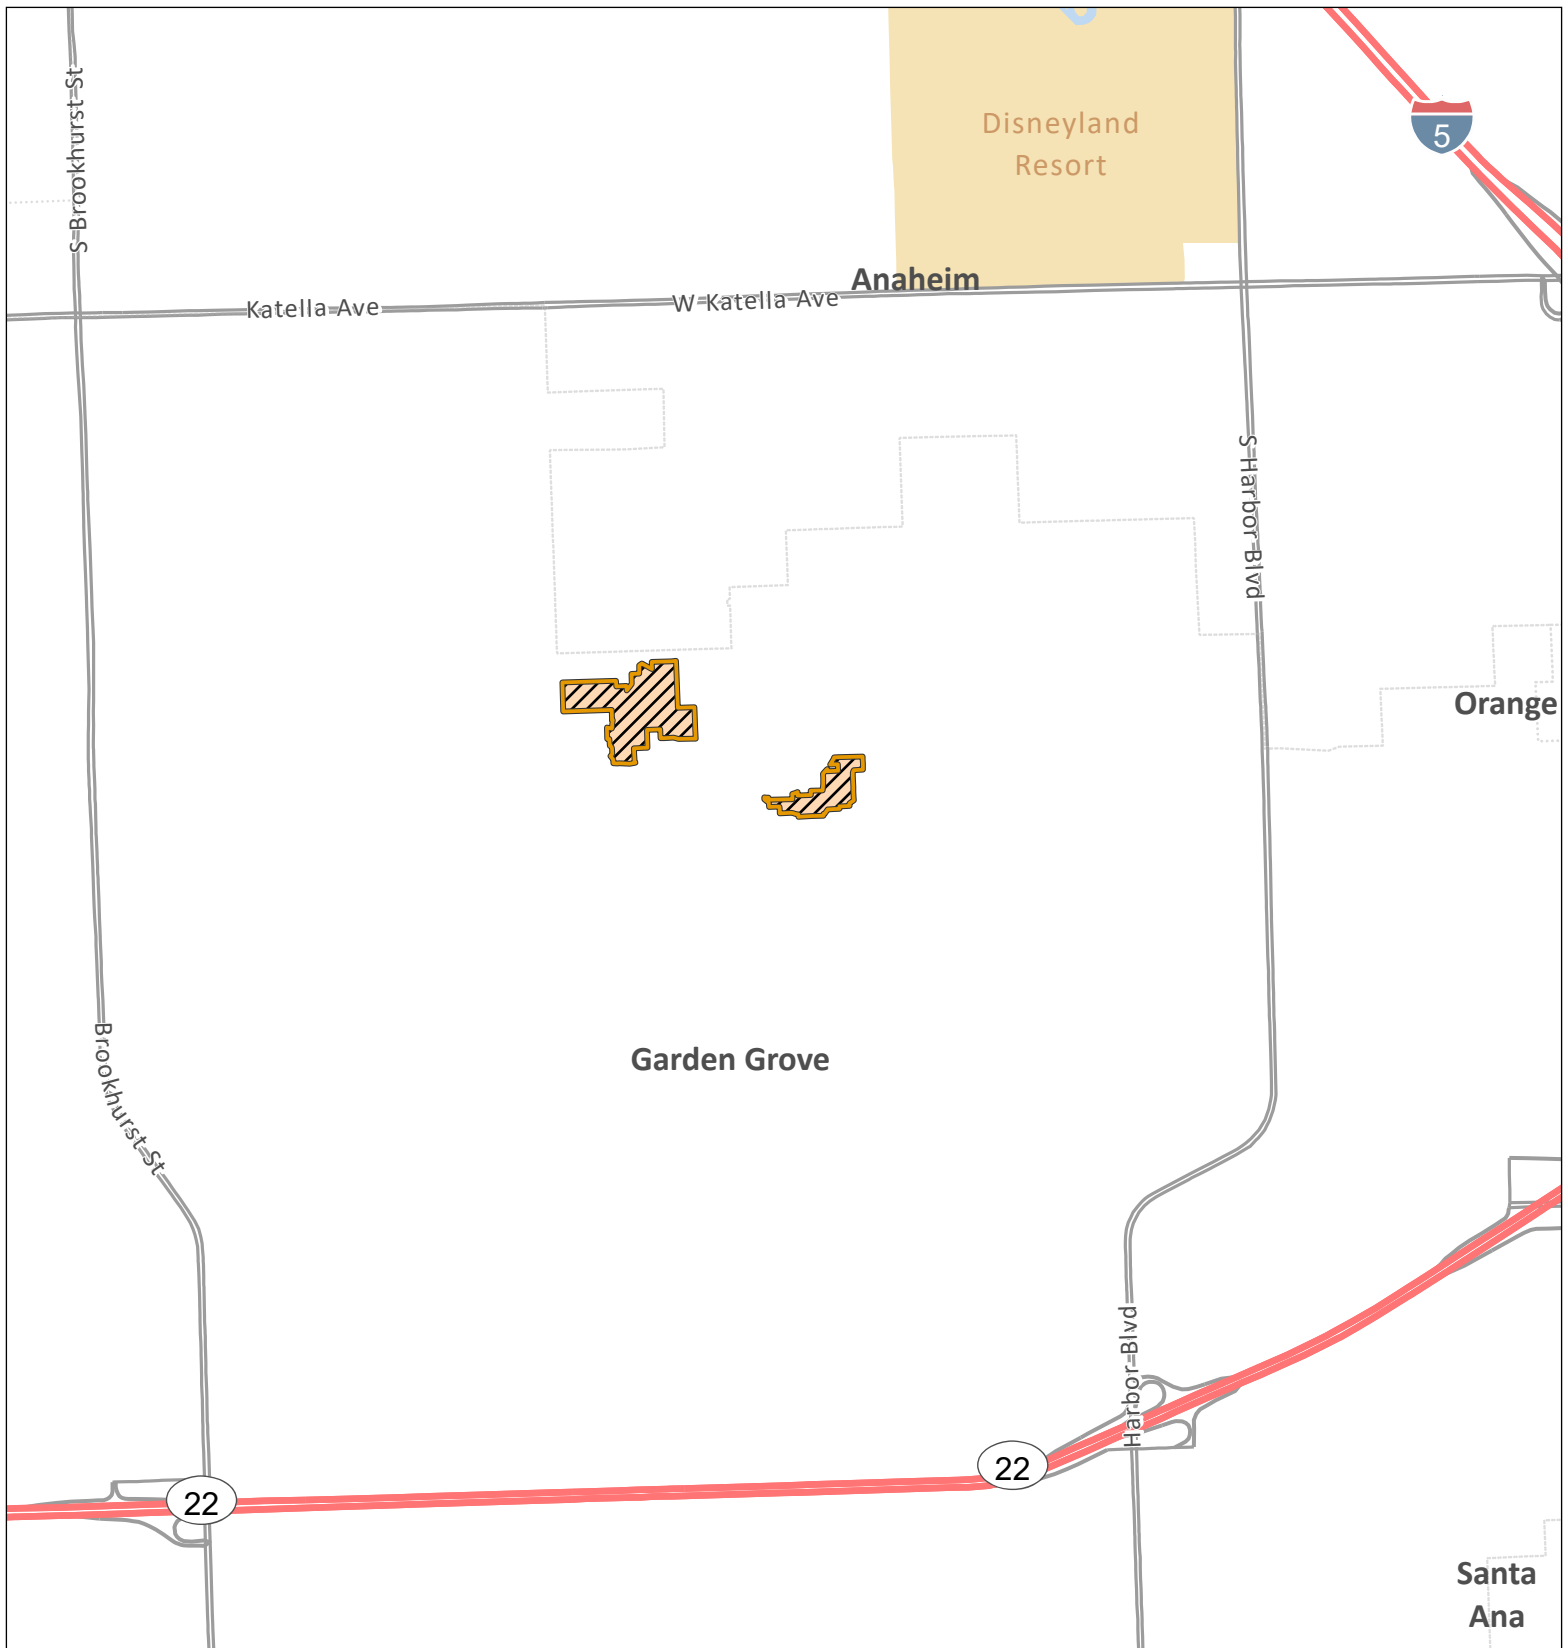 S Brookhurst St
Disneyland
Resort
5
Anaheim
Katella Ave
W Katella Ave
S Harbor Blvd
Orange
Brookhurst St
Garden Grove
Harbor Blvd
22
22
Santa
Ana